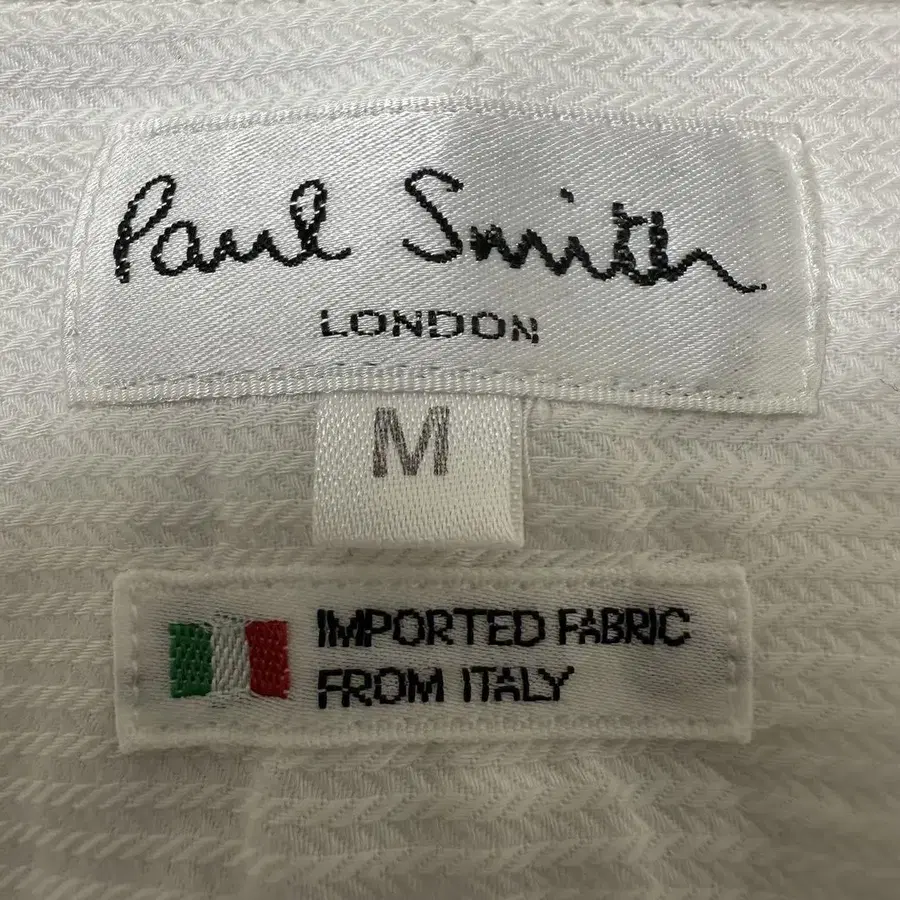 Paul Smith
LONDON
M
IMPORTED FABRIC
FROM ITALY